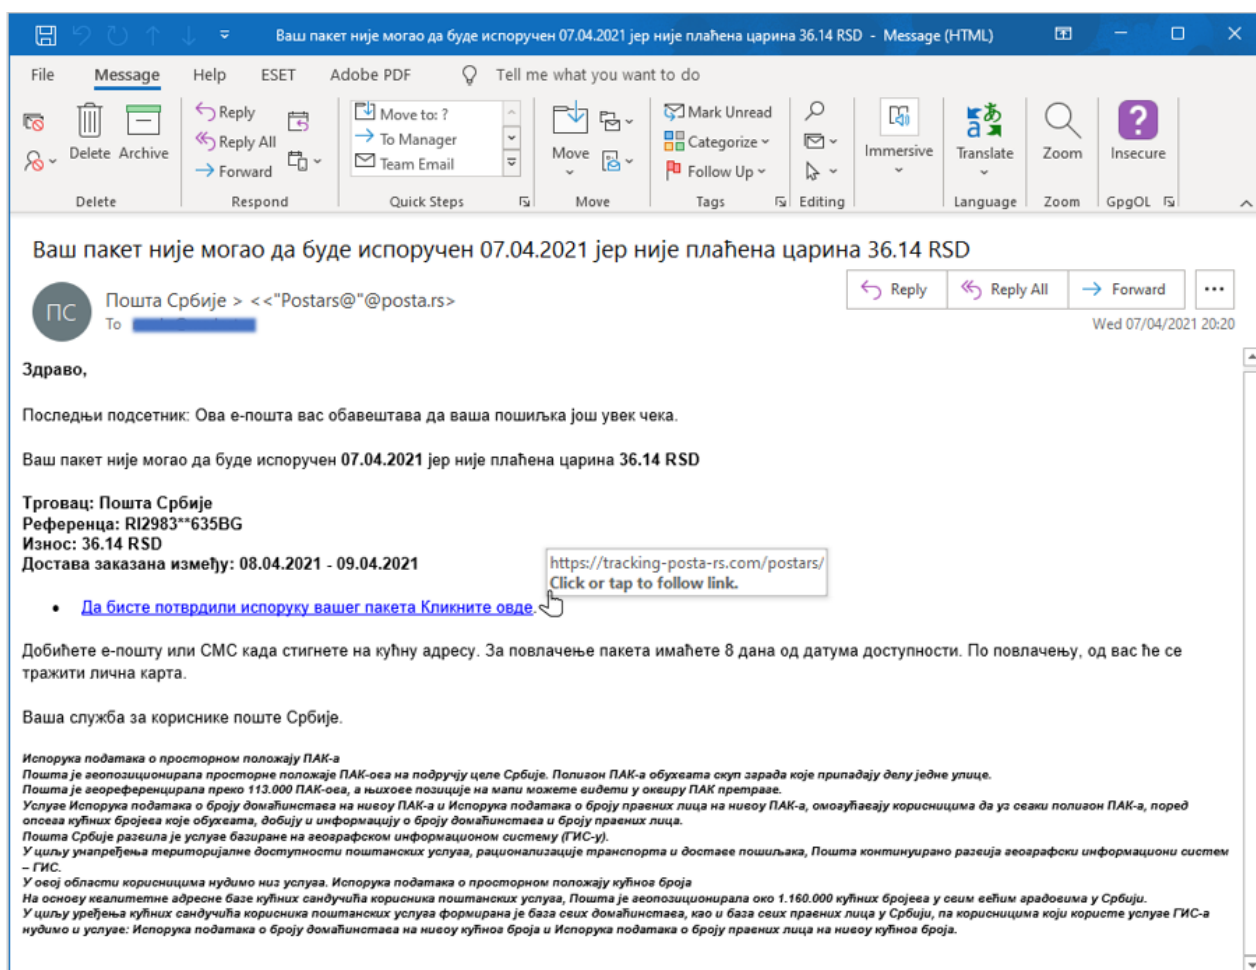 Ваш пакет није могао да буде испоручен 07.04.2021 јер није плаћена царина 36.14 RSD - Message (HTML)
File Message Help ESET Adobe PDF Tell me what you want to do
Delete Archive
Reply
Reply All
Forward
Move to: ?
To Manager
Team Email
Move
Mark Unread
Categorize
Follow Up
Immersive
Translate
Zoom
Insecure
Delete Respond Quick Steps Move Tags Editing Language Zoom GpgOL
Ваш пакет није могао да буде испоручен 07.04.2021 јер није плаћена царина 36.14 RSD
ПС
Пошта Србије > <<"Postars@"@posta.rs>
To
Reply Reply All Forward
Wed 07/04/2021 20:20
Здраво,
Последњи подсетник: Ова е-пошта вас обавештава да ваша пошиљка још увек чека.
Ваш пакет није могао да буде испоручен 07.04.2021 јер није плаћена царина 36.14 RSD
Трговац: Пошта Србије
Референца: RI2983**635BG
Износ: 36.14 RSD
Достава заказана између: 08.04.2021 - 09.04.2021
https://tracking-posta-rs.com/postars/
Click or tap to follow link.
• Да бисте потврдили испоруку вашег пакета Кликните овде.
Добићете е-пошту или СМС када стигнете на кућну адресу. За повлачење пакета имаћете 8 дана од датума доступности. По повлачењу, од вас ће се
тражити лична карта.
Ваша служба за кориснике поште Србије.
Испорука података о просторном положају ПАК-а
Пошта је геопозиционирала просторне положаје ПАК-ова на подручју целе Србије. Полигон ПАК-а обухвата скуп зграда које припадају делу једне улице.
Пошта је геореференцирала преко 113.000 ПАК-ова, а њихове позиције на мапи можете видети у оквиру ПАК претраге.
Услуге Испорука података о броју домаћинстава на нивоу ПАК-а и Испорука података о броју правних лица на нивоу ПАК-а, омогућавају корисницима да уз сваки полигон ПАК-а, поред
опсега кућних бројева које обухвата, добију и информацију о броју домаћинстава и броју правних лица.
Пошта Србије развила је услуге базиране на географском информационом систему (ГИС-у).
У циљу унапређења територијалне доступности поштанских услуга, рационализације транспорта и доставе пошиљака, Пошта континуирано развија географски информациони систем
– ГИС.
У овој области корисницима нудимо низ услуга. Испорука података о просторном положају кућног броја
На основу квалитетне адресне базе кућних сандучића корисника поштанских услуга, Пошта је геопозиционирала око 1.160.000 кућних бројева у свим већим градовима у Србији.
У циљу уређења кућних сандучића корисника поштанских услуга формирана је база свих домаћинстава, као и база свих правних лица у Србији, па корисницима који користе услуге ГИС-а
нудимо и услуге: Испорука података о броју домаћинстава на нивоу кућног броја и Испорука података о броју правних лица на нивоу кућног броја.